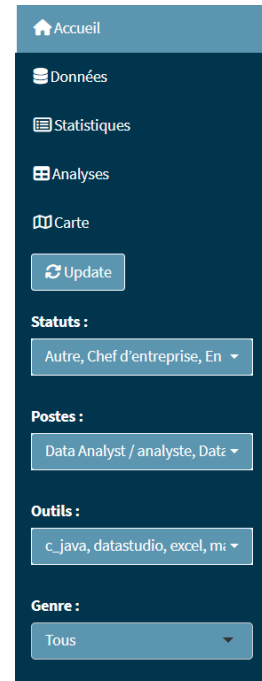 Accueil
Données
Statistiques
Analyses
Carte
Update
Statuts :
Autre, Chef d'entreprise, En
Postes :
Data Analyst / analyste, Data
Outils :
c_java, datastudio, excel, ma
Genre :
Tous